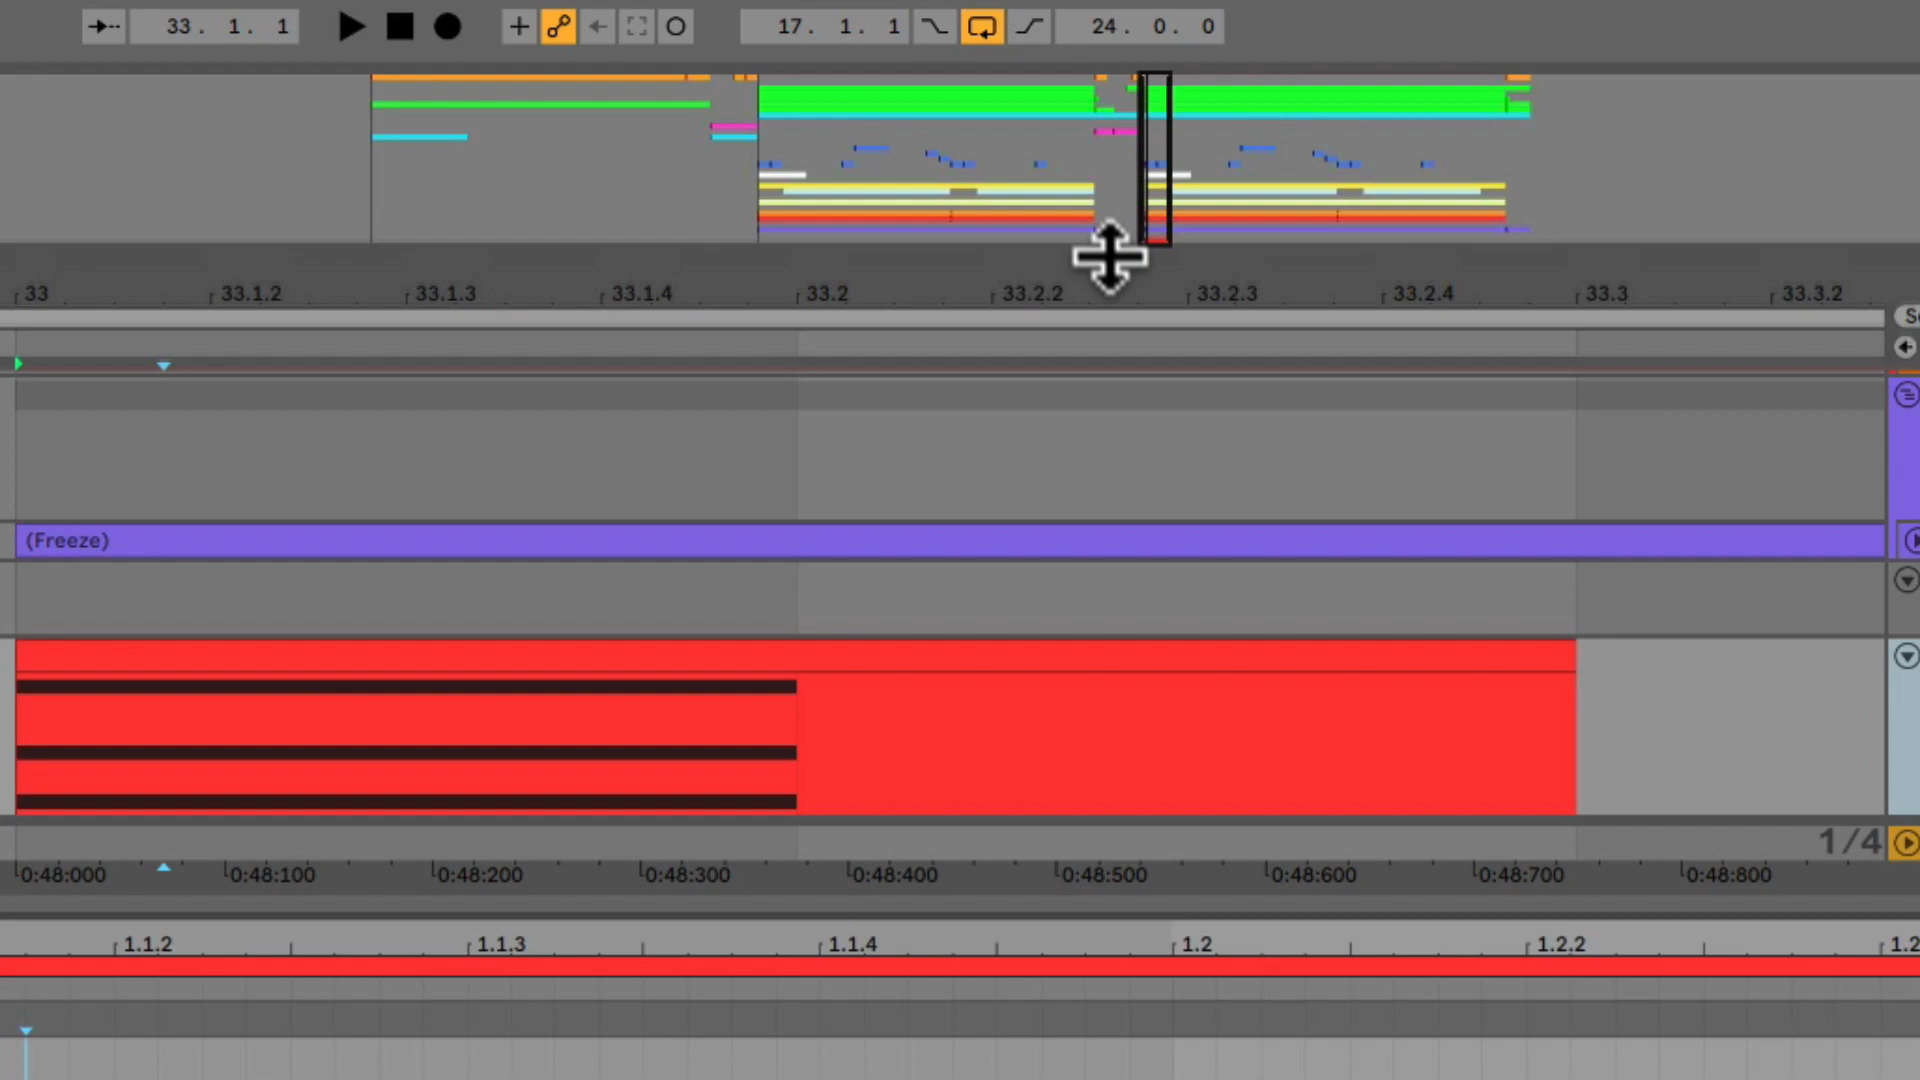 33. 1. 1 17. 1. 1 24. 0. 0
33 33.1.2 33.1.3 33.1.4 33.2 33.2.2 33.2.3 33.2.4 33.3 33.3.2
(Freeze)
1/4
0:48:000 0:48:100 0:48:200 0:48:300 0:48:400 0:48:500 0:48:600 0:48:700 0:48:800
1.1.2 1.1.3 1.1.4 1.2 1.2.2 1.2